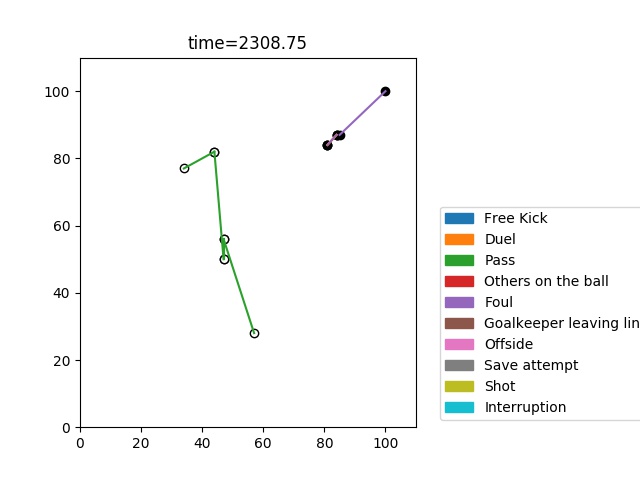 time=2308.75
100
80
60
40
20
0
0 20 40 60 80 100
Free Kick
Duel
Pass
Others on the ball
Foul
Goalkeeper leaving lin
Offside
Save attempt
Shot
Interruption